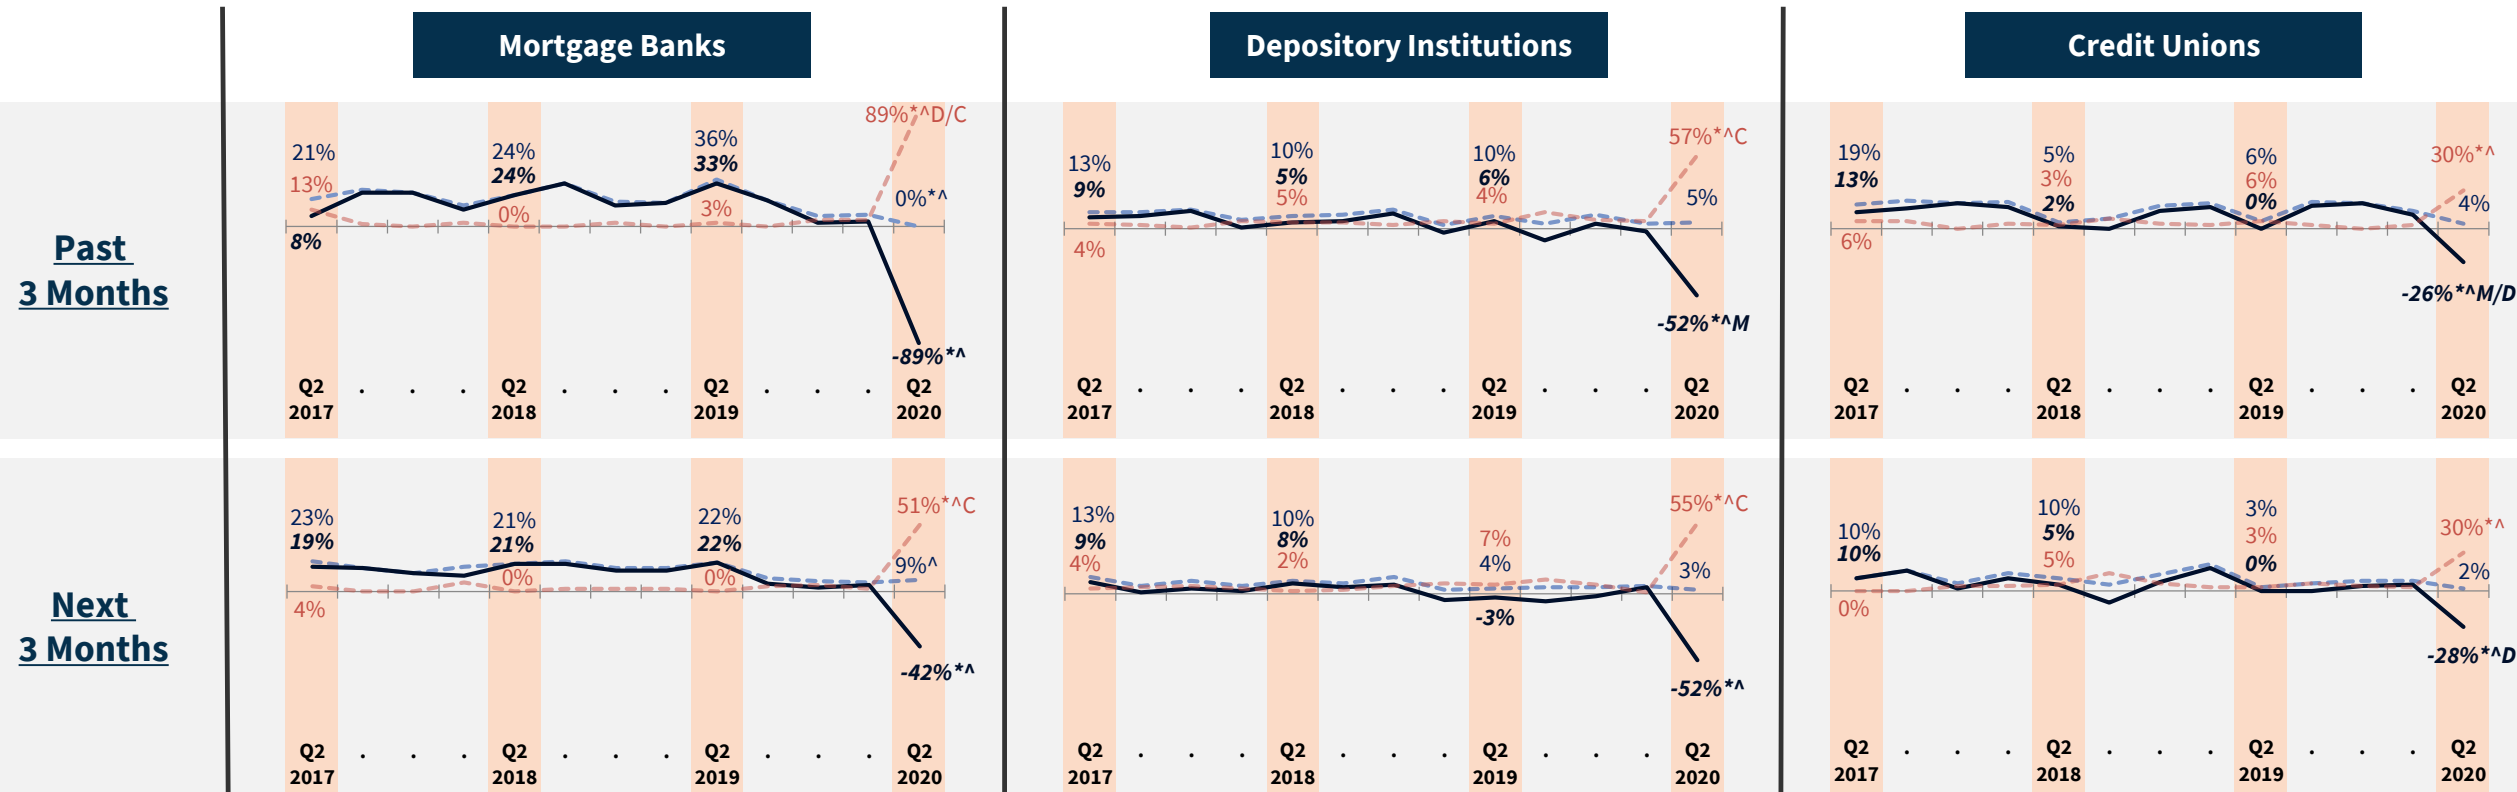 Mortgage Banks
Depository Institutions
Credit Unions
Past
3 Months
89%*^D/C
21%
13%
8%
24%
24%
0%
36%
33%
3%
0%*^
-89%*^
Q2 . . . Q2 . . . Q2 . . . Q2
2017 2018 2019 2020
57%*^C
13%
9%
4%
10%
5%
5%
10%
6%
4%
5%
-52%*^M
Q2 . . . Q2 . . . Q2 . . . Q2
2017 2018 2019 2020
30%*^
19%
13%
6%
5%
3%
2%
6%
6%
0%
4%
-26%*^M/D
Q2 . . . Q2 . . . Q2 . . . Q2
2017 2018 2019 2020
Next
3 Months
51%*^C
23%
19%
4%
21%
21%
0%
22%
22%
0%
9%^
-42%*^
Q2 . . . Q2 . . . Q2 . . . Q2
2017 2018 2019 2020
55%*^C
13%
9%
4%
10%
8%
2%
7%
4%
-3%
3%
-52%*^
Q2 . . . Q2 . . . Q2 . . . Q2
2017 2018 2019 2020
30%*^
10%
10%
0%
10%
5%
5%
3%
3%
0%
2%
-28%*^D
Q2 . . . Q2 . . . Q2 . . . Q2
2017 2018 2019 2020